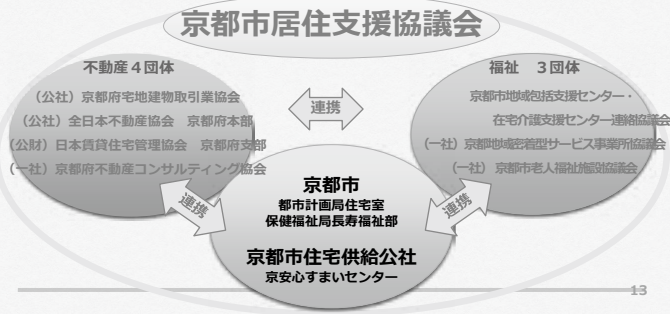 京都市居住支援協議会
不動産４団体
（公社）京都府宅地建物取引業協会
（公社）全日本不動産協会　京都府本部
（公財）日本賃貸住宅管理協会　京都府支部
（一社）京都府不動産コンサルティング協会
連携
福祉　３団体
京都市地域包括支援センター・
在宅介護支援センター連絡協議会
（一社）京都地域密着型サービス事業所協議会
（一社）京都市老人福祉施設協議会
連携
京都市
都市計画局住宅室
保健福祉局長寿福祉部
京都市住宅供給公社
京安心すまいセンター
連携
13